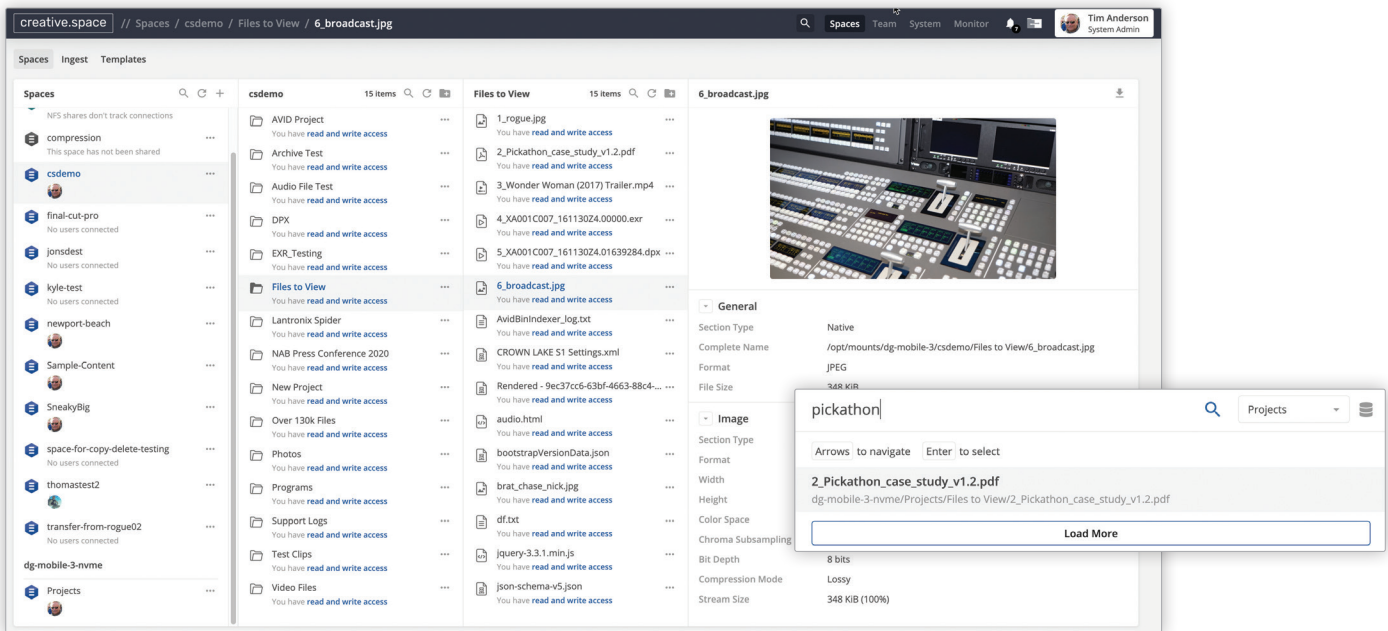 creative.space // Spaces / csdemo / Files to View / 6_broadcast.jpg
Spaces Team System Monitor 7 Tim Anderson
System Admin
Spaces Ingest Templates
Spaces
NFS shares don't track connections
compression
This space has not been shared
csdemo
final-cut-pro
No users connected
jonsdest
No users connected
kyle-test
No users connected
newport-beach
Sample-Content
SneakyBig
space-for-copy-delete-testing
No users connected
thomastest2
transfer-from-rogue02
No users connected
dg-mobile-3-nvme
Projects
csdemo 15 items
AVID Project
You have read and write access
Archive Test
You have read and write access
Audio File Test
You have read and write access
DPX
You have read and write access
EXR_Testing
You have read and write access
Files to View
You have read and write access
Lantronix Spider
You have read and write access
NAB Press Conference 2020
You have read and write access
New Project
You have read and write access
Over 130k Files
You have read and write access
Photos
You have read and write access
Programs
You have read and write access
Support Logs
You have read and write access
Test Clips
You have read and write access
Video Files
You have read and write access
Files to View 15 items
1_rogue.jpg
You have read and write access
2_Pickathon_case_study_v1.2.pdf
You have read and write access
3_Wonder Woman (2017) Trailer.mp4
You have read and write access
4_XA001C007_161130Z4.00000.exr
You have read and write access
5_XA001C007_161130Z4.01639284.dpx
You have read and write access
6_broadcast.jpg
You have read and write access
AvidBinIndexer_log.txt
You have read and write access
CROWN LAKE S1 Settings.xml
You have read and write access
Rendered - 9ec37cc6-63bf-4663-88c4-...
You have read and write access
audio.html
You have read and write access
bootstrapVersionData.json
You have read and write access
brat_chase_nick.jpg
You have read and write access
df.txt
You have read and write access
jquery-3.3.1.min.js
You have read and write access
json-schema-v5.json
You have read and write access
6_broadcast.jpg
General
Section Type Native
Complete Name /opt/mounts/dg-mobile-3/csdemo/Files to View/6_broadcast.jpg
Format JPEG
File Size 348 KiB
Image
Section Type
Format
Width
Height
Color Space
Chroma Subsampling
Bit Depth 8 bits
Compression Mode Lossy
Stream Size 348 KiB (100%)
pickathon Projects
Arrows to navigate Enter to select
2_Pickathon_case_study_v1.2.pdf
dg-mobile-3-nvme/Projects/Files to View/2_Pickathon_case_study_v1.2.pdf
Load More